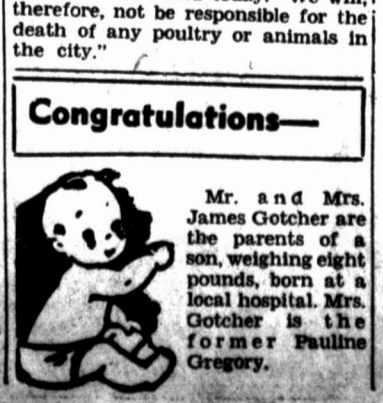 therefore, not be responsible for the
death of any poultry or animals in
the city."
Congratulations—
Mr. and Mrs.
James Gotcher are
the parents of a
son, weighing eight
pounds, born at a
local hospital. Mrs.
Gotcher is the
former Pauline
Gregory.